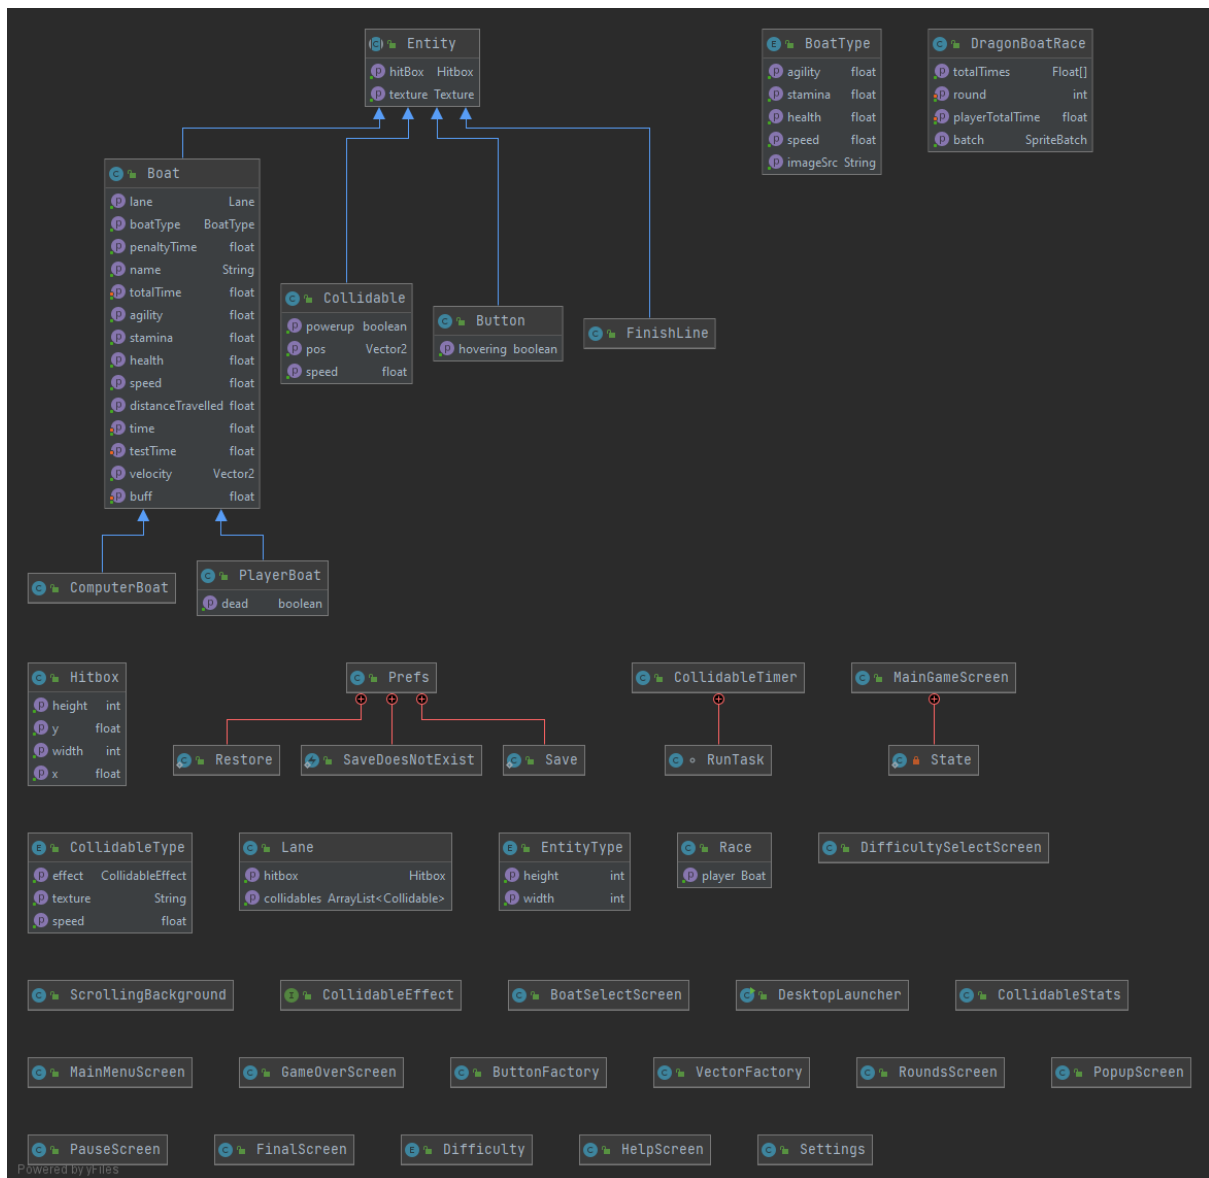 Entity
hitBox Hitbox
texture Texture
BoatType
agility float
stamina float
health float
speed float
imageSrc String
DragonBoatRace
totalTimes Float[]
round int
playerTotalTime float
batch SpriteBatch
Boat
lane Lane
boatType BoatType
penaltyTime float
name String
totalTime float
agility float
stamina float
health float
speed float
distanceTravelled float
time float
testTime float
velocity Vector2
buff float
Collidable
powerup boolean
pos Vector2
speed float
Button
hovering boolean
FinishLine
ComputerBoat
PlayerBoat
dead boolean
Hitbox
height int
y float
width int
x float
Prefs
CollidableTimer
MainGameScreen
Restore
SaveDoesNotExist
Save
RunTask
State
CollidableType
effect CollidableEffect
texture String
speed float
Lane
hitbox Hitbox
collidables ArrayList<Collidable>
EntityType
height int
width int
Race
player Boat
DifficultySelectScreen
ScrollingBackground
CollidableEffect
BoatSelectScreen
DesktopLauncher
CollidableStats
MainMenuScreen
GameOverScreen
ButtonFactory
VectorFactory
RoundsScreen
PopupScreen
PauseScreen
FinalScreen
Difficulty
HelpScreen
Settings
Powered by yFiles